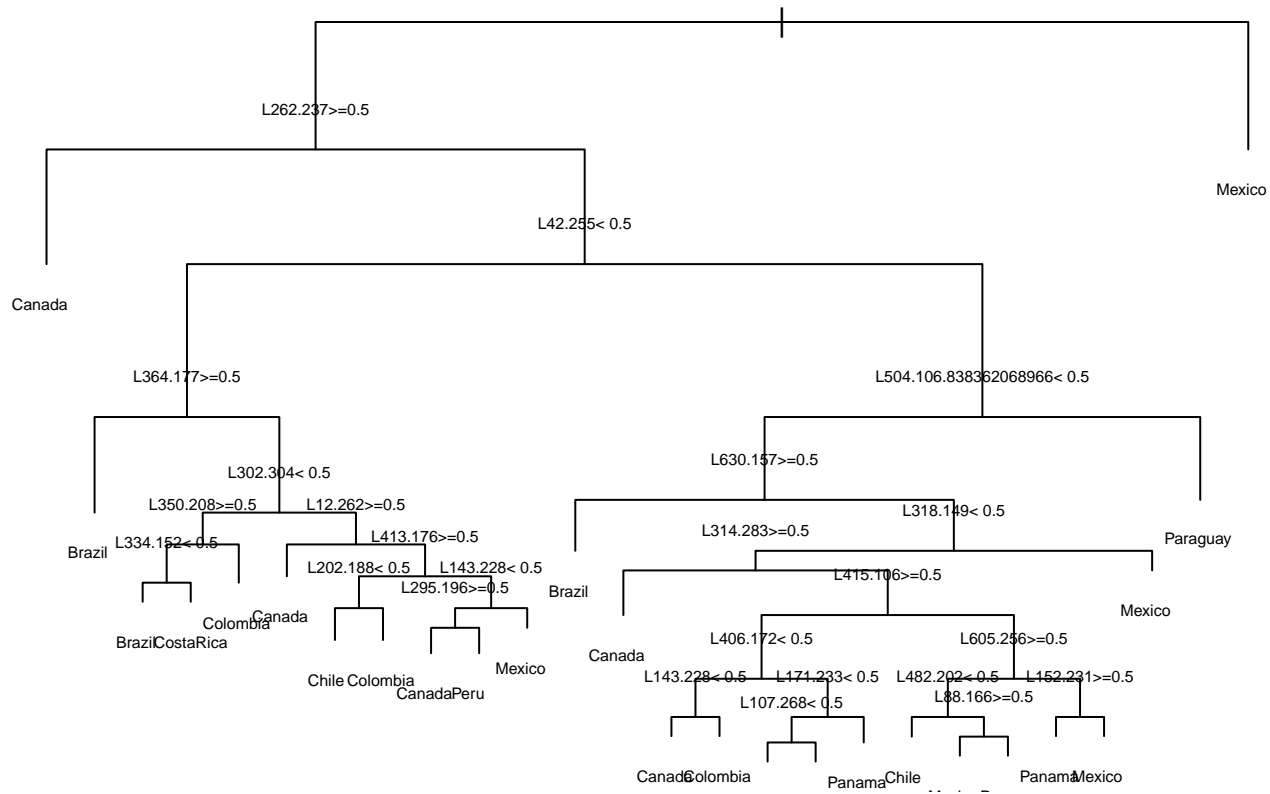 L262.237>=0.5
Mexico
L42.255< 0.5
Canada
L364.177>=0.5
L504.106.838362068966< 0.5
L630.157>=0.5
L302.304< 0.5
L350.208>=0.5
L12.262>=0.5
L318.149< 0.5
L314.283>=0.5
L413.176>=0.5
Paraguay
L334.152< 0.5
Brazil
L202.188< 0.5
L143.228< 0.5
L415.106>=0.5
L295.196>=0.5
Brazil
Mexico
Canada
Colombia
Brazil
CostaRica
L406.172< 0.5
L605.256>=0.5
Canada
Mexico
L143.228< 0.5
L171.233< 0.5
L482.202< 0.5
L152.231>=0.5
Chile
Colombia
Canada
Peru
L88.166>=0.5
L107.268< 0.5
Canada
Colombia
Panama
Chile
Panama
Mexico